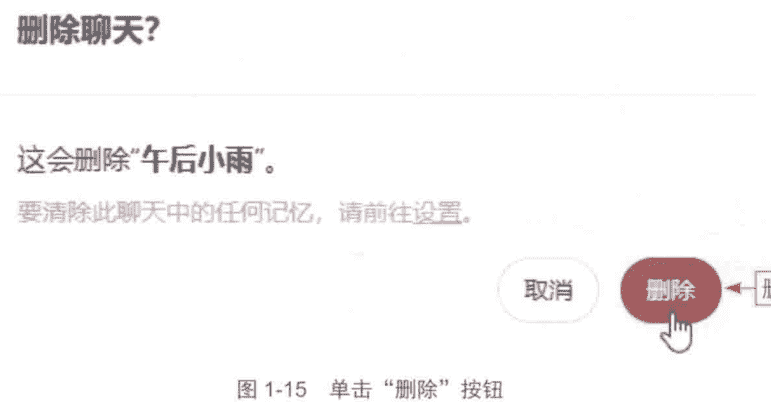 删除聊天?
这会删除“午后小雨”。
要清除此聊天中的任何记忆，请前往设置。
取消
删除
图 1-15 单击“删除”按钮